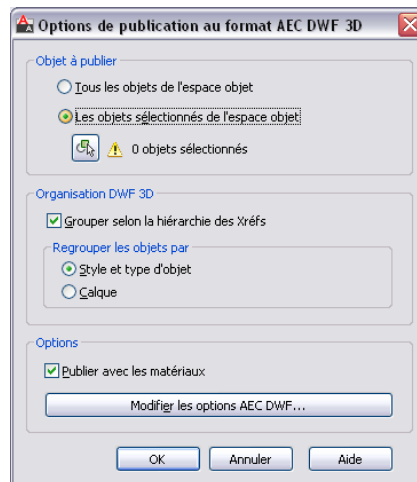 Options de publication au format AEC DWF 3D
Objet à publier
Tous les objets de l'espace objet
Les objets sélectionnés de l'espace objet
0 objets sélectionnés
Organisation DWF 3D
Grouper selon la hiérarchie des Xréfs
Regrouper les objets par
Style et type d'objet
Calque
Options
Publier avec les matériaux
Modifier les options AEC DWF...
OK Annuler Aide